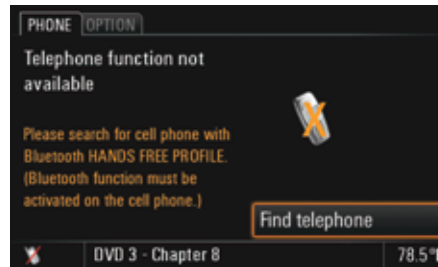 PHONE OPTION
Telephone function not
available
Please search for cell phone with
Bluetooth HANDS FREE PROFILE.
(Bluetooth function must be
activated on the cell phone.)
Find telephone
DVD 3 - Chapter 8 78.5°